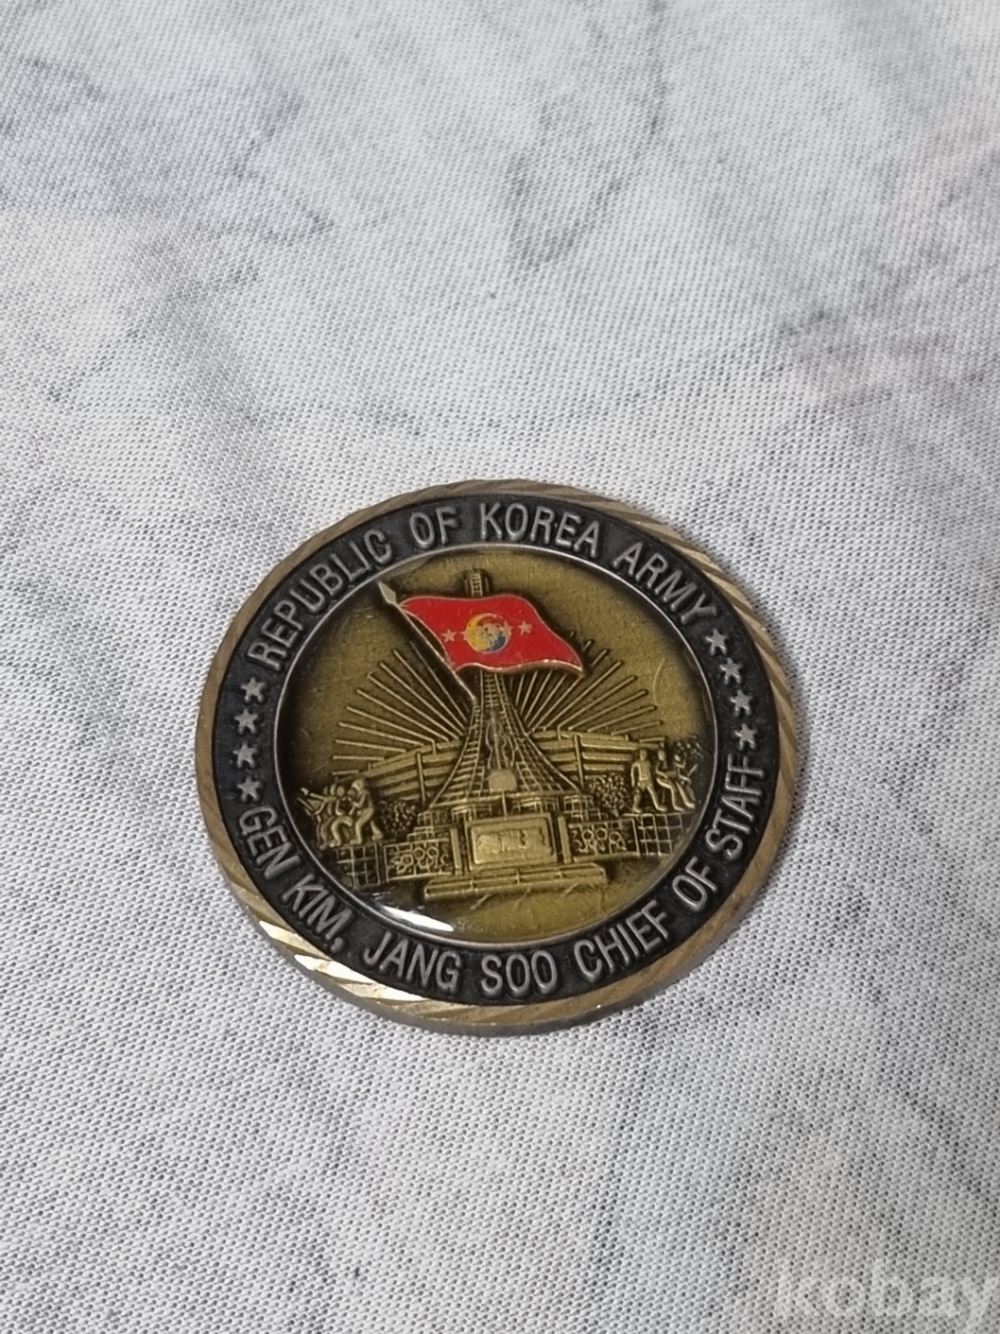 REPUBLIC OF KOREA ARMY
GEN KIM, JANG SOO CHIEF OF STAFF
kobay